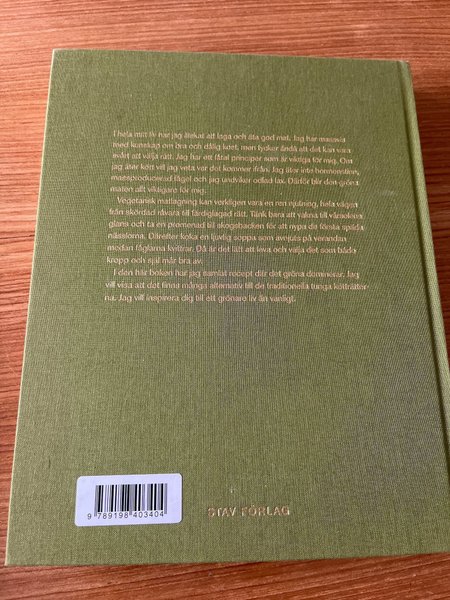 I hela mitt liv har jag älskat att laga och äta god mat. Jag har massvis
med kunskap om bra och dålig kost, men tycker ändå att det kan vara
svårt att välja rätt. Jag har ett fåtal principer som är viktiga för mig. Om
jag äter kött vill jag veta var det kommer ifrån. Jag äter inte hormonstinn,
massproducerad fågel och jag undviker odlad lax. Därför blir den gröna
maten allt viktigare för mig.
Vegetarisk matlagning kan verkligen vara en ren njutning, hela vägen
från skördad råvara till färdiglagad rätt. Tänk bara att vakna till vårsolens
glans och ta en promenad till skogsbacken för att nypa de första späda
nässlorna. Därefter koka en ljuvlig soppa som avnjuts på verandan
medan fåglarna kvittrar. Då är det lätt att leva och välja det som både
kropp och själ mår bra av.
I den här boken har jag samlat recept där det gröna dominerar. Jag
vill visa att det finns många alternativ till de traditionella tunga kötträtter-
na. Jag vill inspirera dig till ett grönare liv än vanligt.
9 789198 403404
STAV FÖRLAG